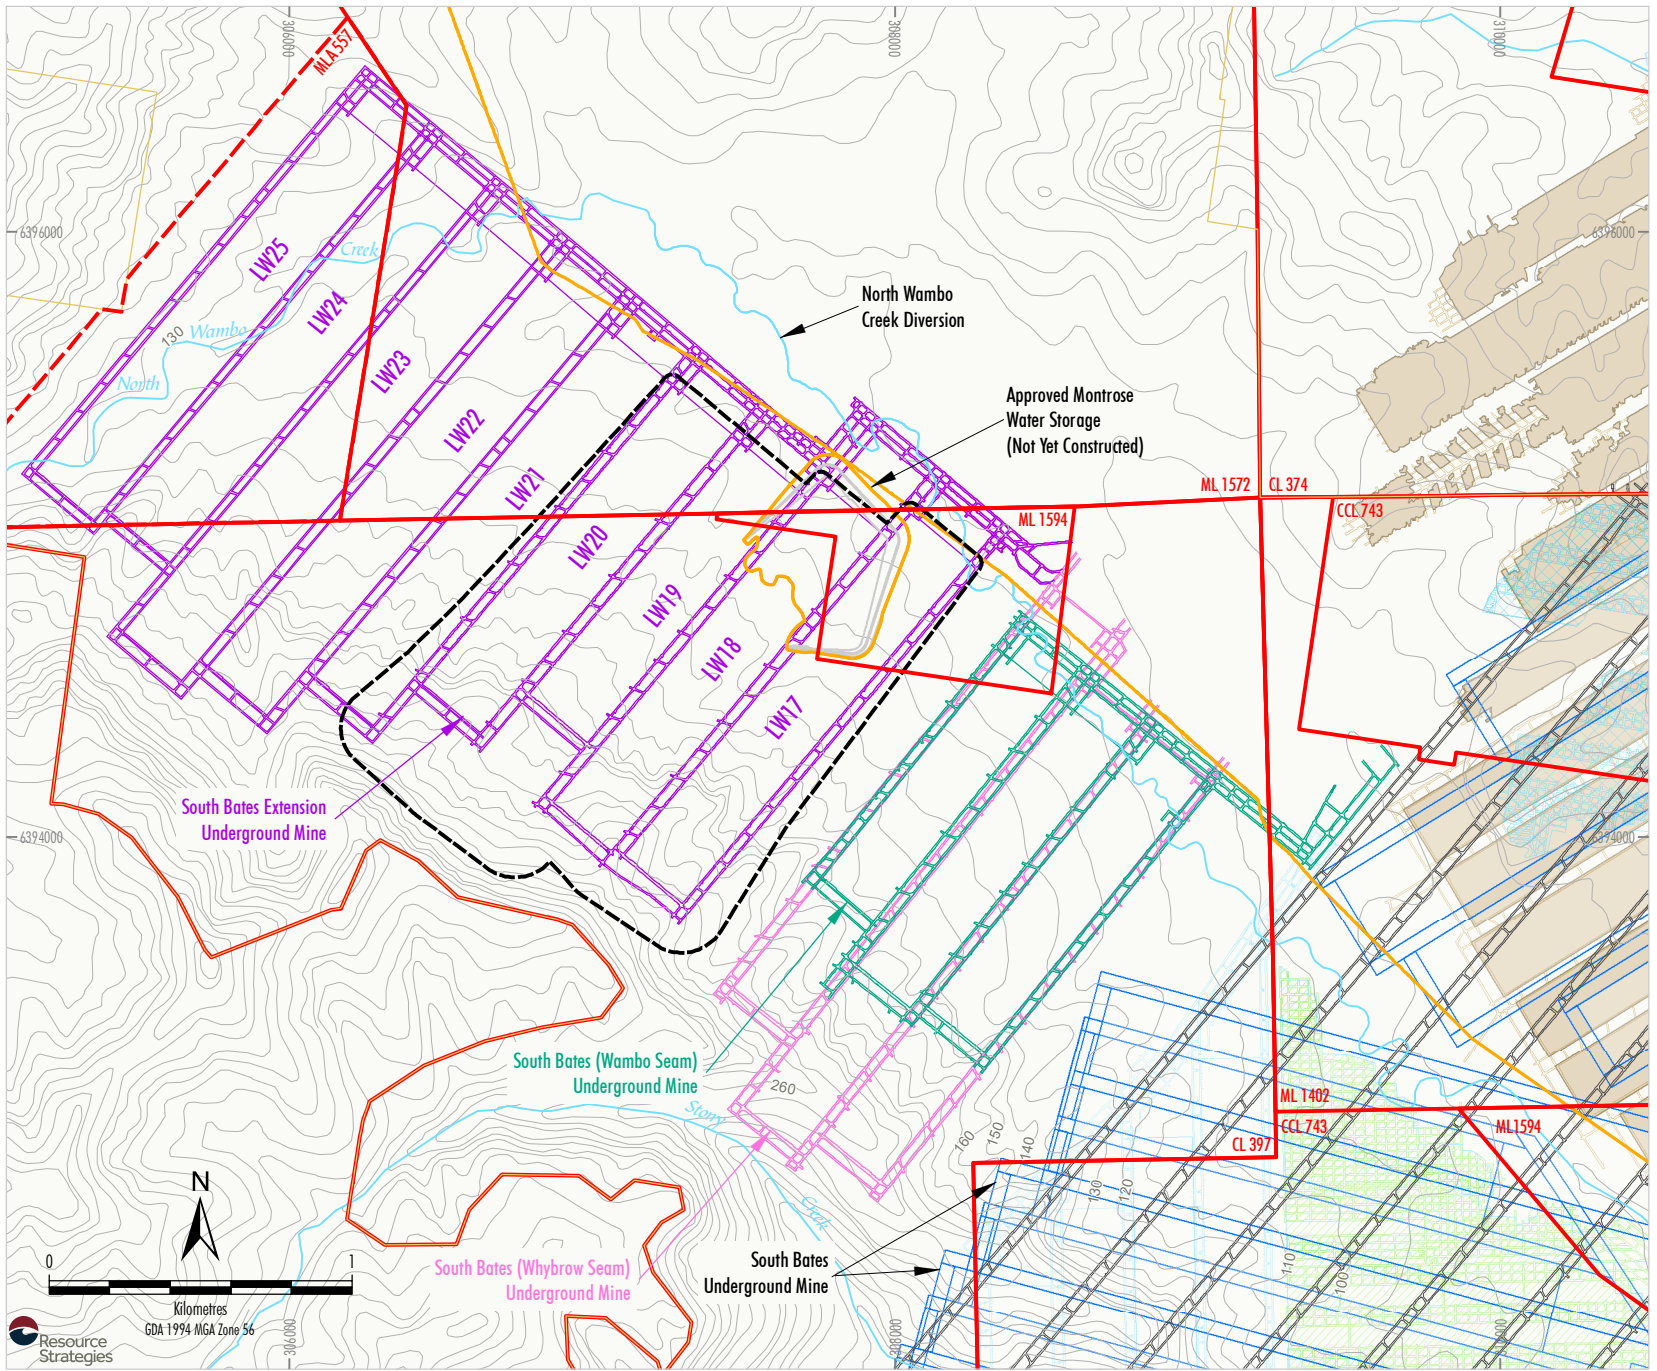 306000
308000
310000
MLA557
6396000
6396000
LW25
Creek
LW24
130
Wambo
North
LW23
LW22
LW21
LW20
LW19
LW18
LW17
North Wambo
Creek Diversion
Approved Montrose
Water Storage
(Not Yet Constructed)
ML 1572
CL 374
CCL 743
ML 1594
South Bates Extension
Underground Mine
6394000
6394000
South Bates (Wambo Seam)
Underground Mine
260
Stony
Creek
160
150
140
130
120
110
100
ML 1402
CCL 743
CL 397
ML1594
South Bates (Whybrow Seam)
Underground Mine
South Bates
Underground Mine
N
0
1
Kilometres
GDA 1994 MGA Zone 56
Resource
Strategies
306000
308000